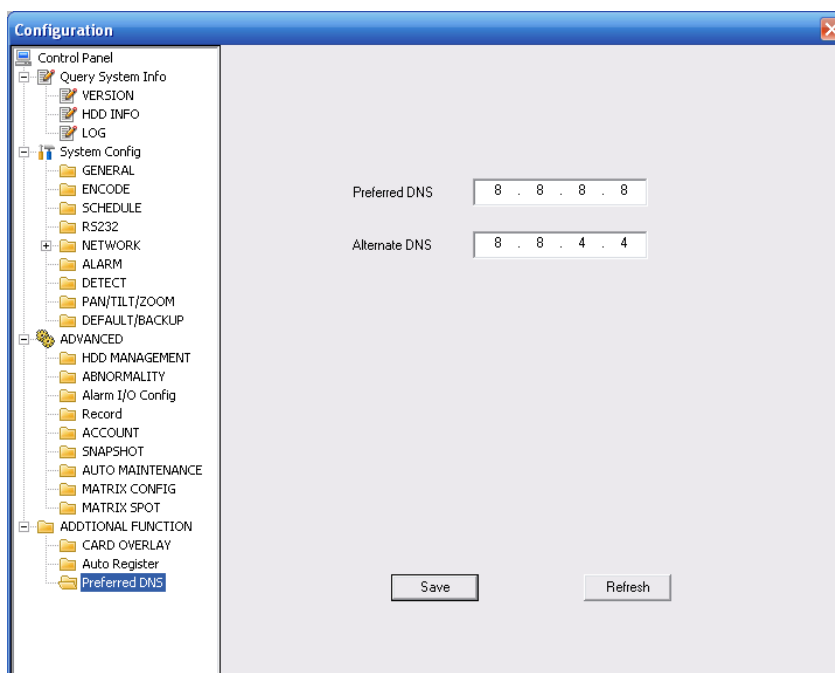 Configuration
Control Panel
Query System Info
VERSION
HDD INFO
LOG
System Config
GENERAL
ENCODE
SCHEDULE
RS232
NETWORK
ALARM
DETECT
PAN/TILT/ZOOM
DEFAULT/BACKUP
ADVANCED
HDD MANAGEMENT
ABNORMALITY
Alarm I/O Config
Record
ACCOUNT
SNAPSHOT
AUTO MAINTENANCE
MATRIX CONFIG
MATRIX SPOT
ADDTIONAL FUNCTION
CARD OVERLAY
Auto Register
Preferred DNS
Preferred DNS 8 . 8 . 8 . 8
Alternate DNS 8 . 8 . 4 . 4
Save Refresh